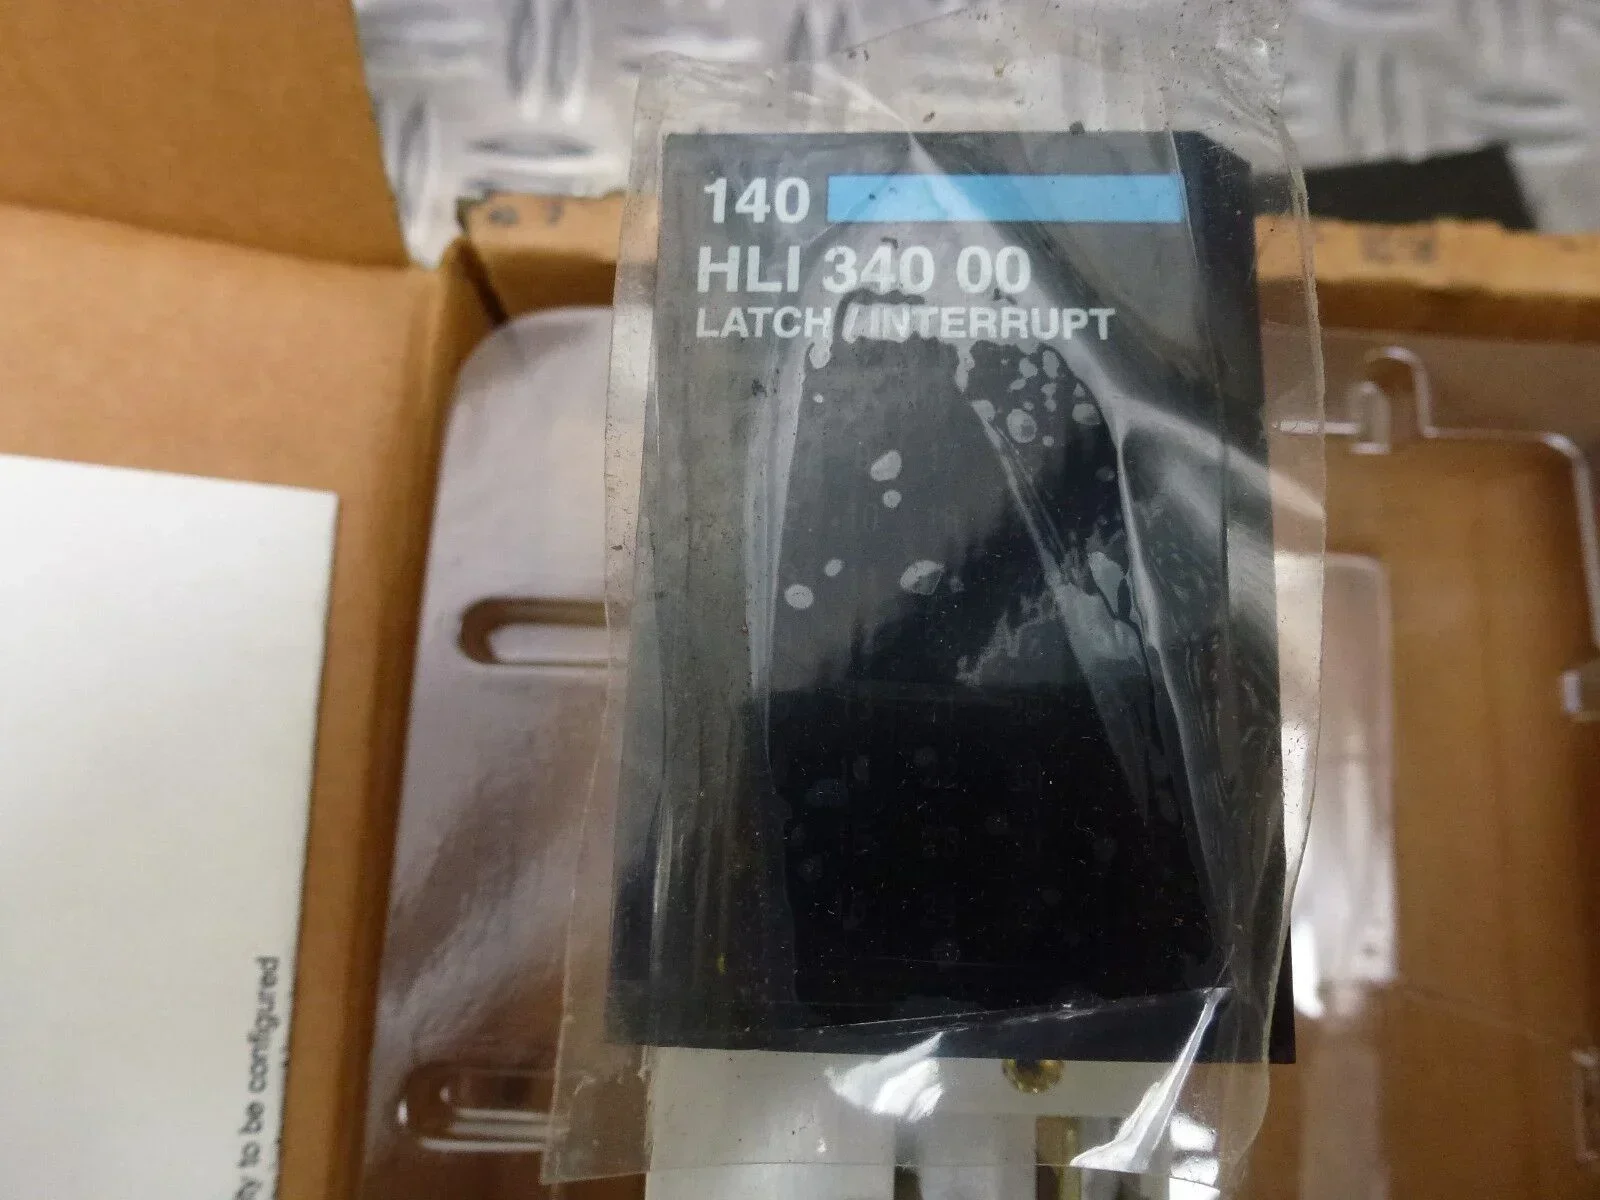 140
HLI 340 00
LATCH / INTERRUPT
to be configured